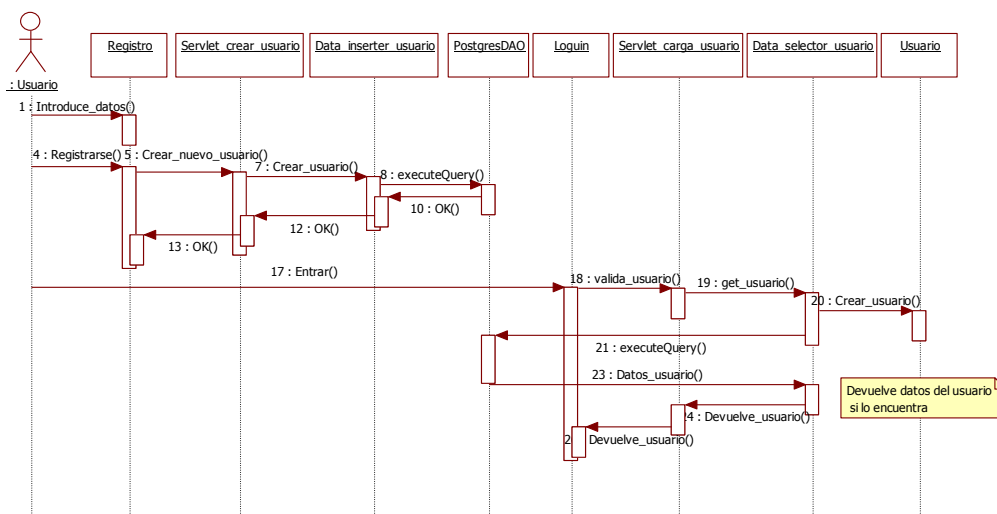 Registro
Servlet_crear_usuario
Data_inserter_usuario
PostgresDAO
Loguin
Servlet_carga_usuario
Data_selector_usuario
Usuario
: Usuario
1 : Introduce_datos()
4 : Registrarse()
5 : Crear_nuevo_usuario()
7 : Crear_usuario()
8 : executeQuery()
10 : OK()
12 : OK()
13 : OK()
17 : Entrar()
18 : valida_usuario()
19 : get_usuario()
20 : Crear_usuario()
21 : executeQuery()
23 : Datos_usuario()
Devuelve datos del usuario
si lo encuentra
24 : Devuelve_usuario()
2 Devuelve_usuario()